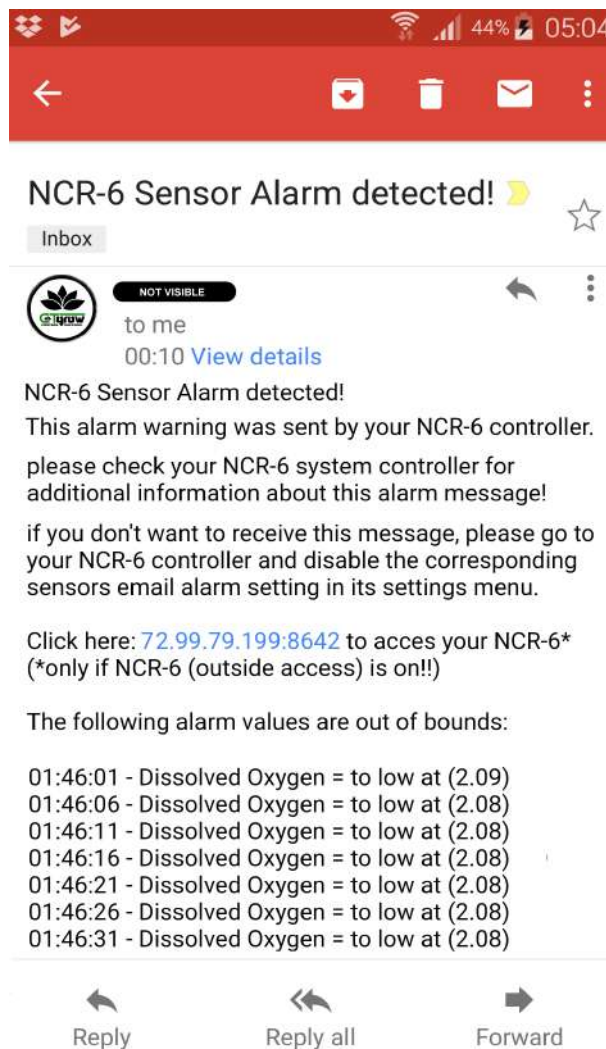 44% 05:04
NCR-6 Sensor Alarm detected!
Inbox
GTgrow
NOT VISIBLE
to me
00:10 View details
NCR-6 Sensor Alarm detected!
This alarm warning was sent by your NCR-6 controller.
please check your NCR-6 system controller for
additional information about this alarm message!
if you don't want to receive this message, please go to
your NCR-6 controller and disable the corresponding
sensors email alarm setting in its settings menu.
Click here: 72.99.79.199:8642 to acces your NCR-6*
(*only if NCR-6 (outside access) is on!!)
The following alarm values are out of bounds:
01:46:01 - Dissolved Oxygen = to low at (2.09)
01:46:06 - Dissolved Oxygen = to low at (2.08)
01:46:11 - Dissolved Oxygen = to low at (2.08)
01:46:16 - Dissolved Oxygen = to low at (2.08)
01:46:21 - Dissolved Oxygen = to low at (2.08)
01:46:26 - Dissolved Oxygen = to low at (2.08)
01:46:31 - Dissolved Oxygen = to low at (2.08)
Reply Reply all Forward